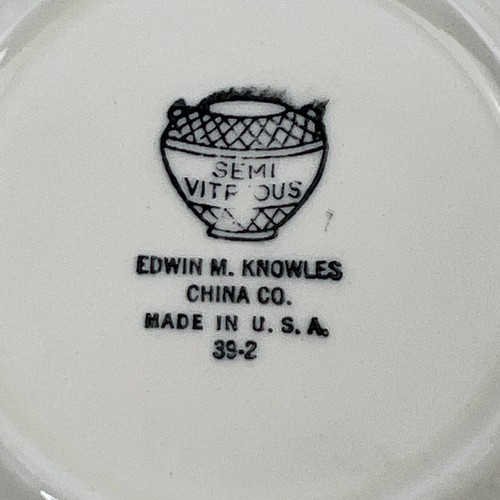 SEMI
EDWIN M. KNOWLES
CHINA CO.
MADE IN U.S.A.
39-2